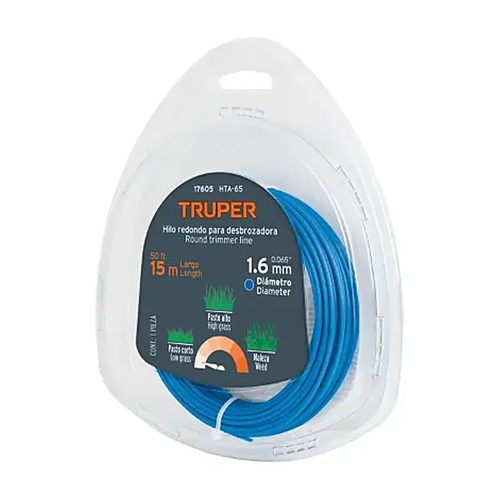 17605 HTA-65
TRUPER
Hilo redondo para desbrozadora
Round trimmer line
50 ft
15 m
Largo
Length
0.065"
1.6 mm
Diámetro
Diameter
Pasto alto
High grass
Pasto corto
Low grass
Maleza
Weed
CONT.: 1 PIEZA